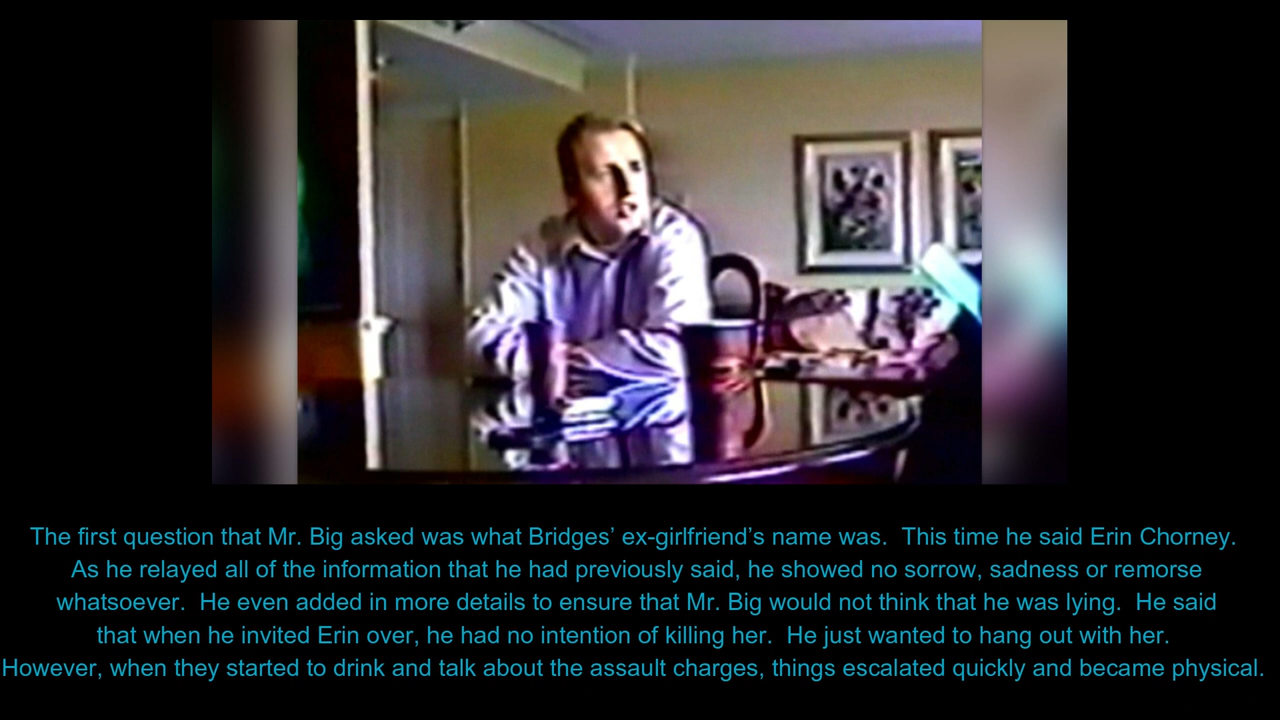 The first question that Mr. Big asked was what Bridges’ ex-girlfriend’s name was.  This time he said Erin Chorney.
As he relayed all of the information that he had previously said, he showed no sorrow, sadness or remorse
whatsoever.  He even added in more details to ensure that Mr. Big would not think that he was lying.  He said
that when he invited Erin over, he had no intention of killing her.  He just wanted to hang out with her.
However, when they started to drink and talk about the assault charges, things escalated quickly and became physical.